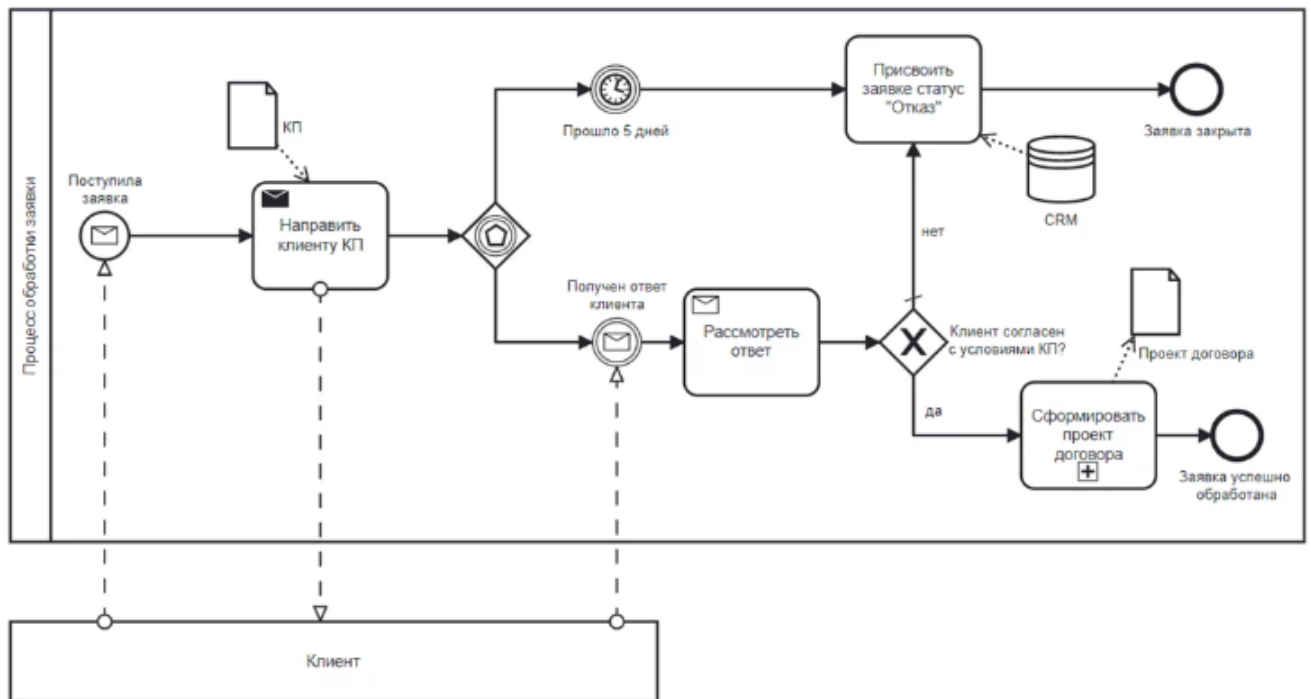 Процесс обработки заявки
КП
Поступила
заявка
Направить
клиенту КП
Прошло 5 дней
Присвоить
заявке статус
"Отказ"
Заявка закрыта
CRM
нет
Получен ответ
клиента
Рассмотреть
ответ
Клиент согласен
с условиями КП?
Проект договора
да
Сформировать
проект
договора
Заявка успешно
обработана
Клиент